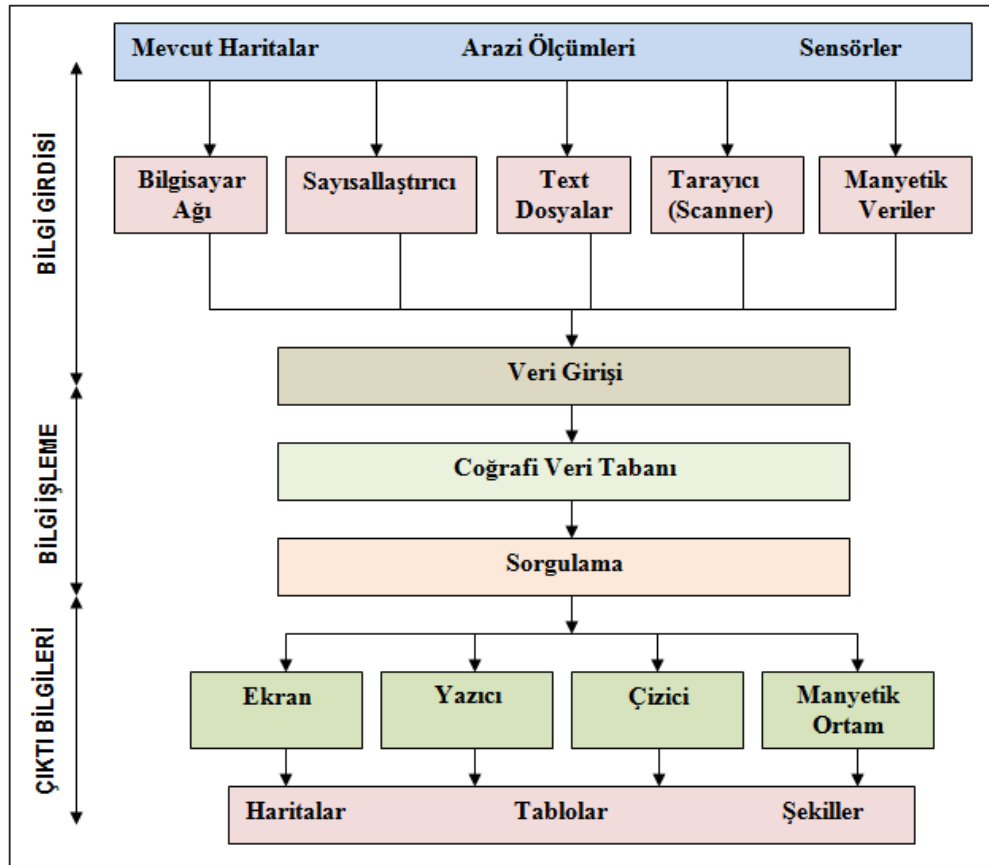 Mevcut Haritalar Arazi Ölçümleri Sensörler
BİLGİ GİRDİSİ
Bilgisayar
Ağı
Sayısallaştırıcı
Text
Dosyalar
Tarayıcı
(Scanner)
Manyetik
Veriler
Veri Girişi
BİLGİ İŞLEME
Coğrafi Veri Tabanı
Sorgulama
ÇIKTI BİLGİLERİ
Ekran
Yazıcı
Çizici
Manyetik
Ortam
Haritalar Tablolar Şekiller